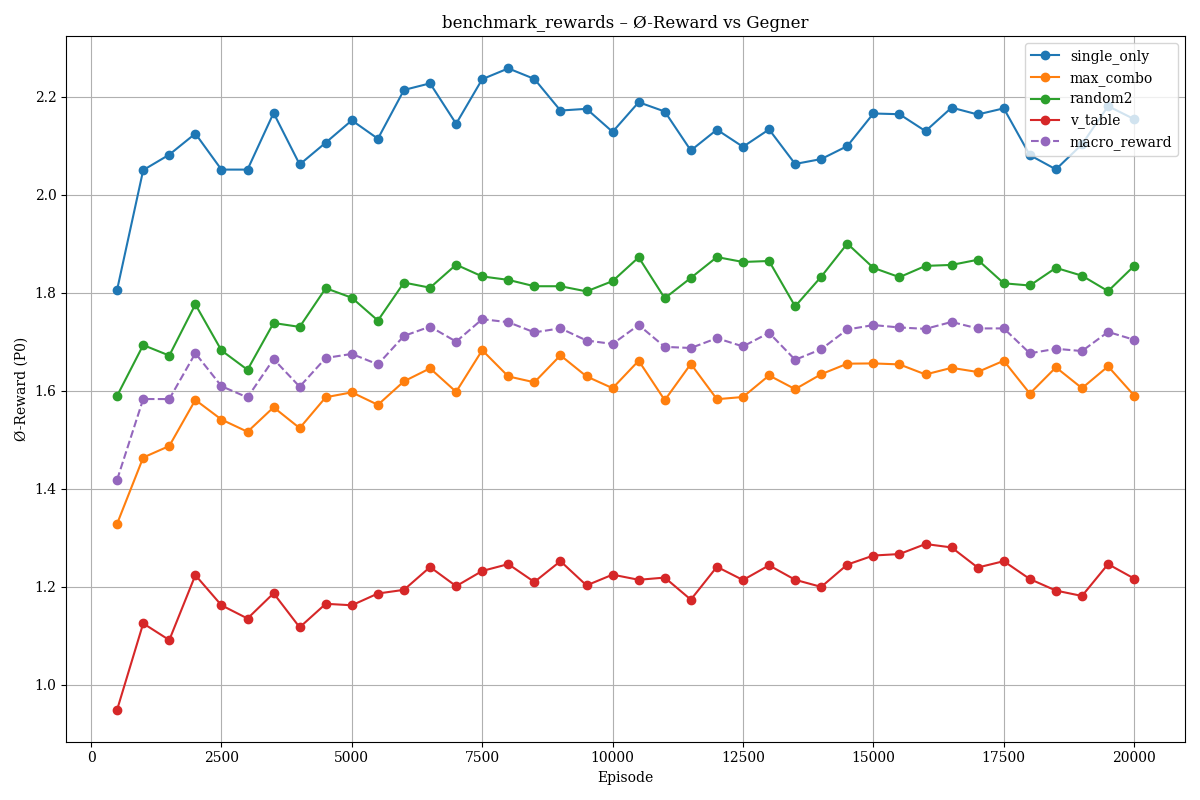 benchmark_rewards – Ø-Reward vs Gegner
single_only
max_combo
random2
v_table
macro_reward
Ø-Reward (P0)
2.2
2.0
1.8
1.6
1.4
1.2
1.0
0
2500
5000
7500
10000
12500
15000
17500
20000
Episode